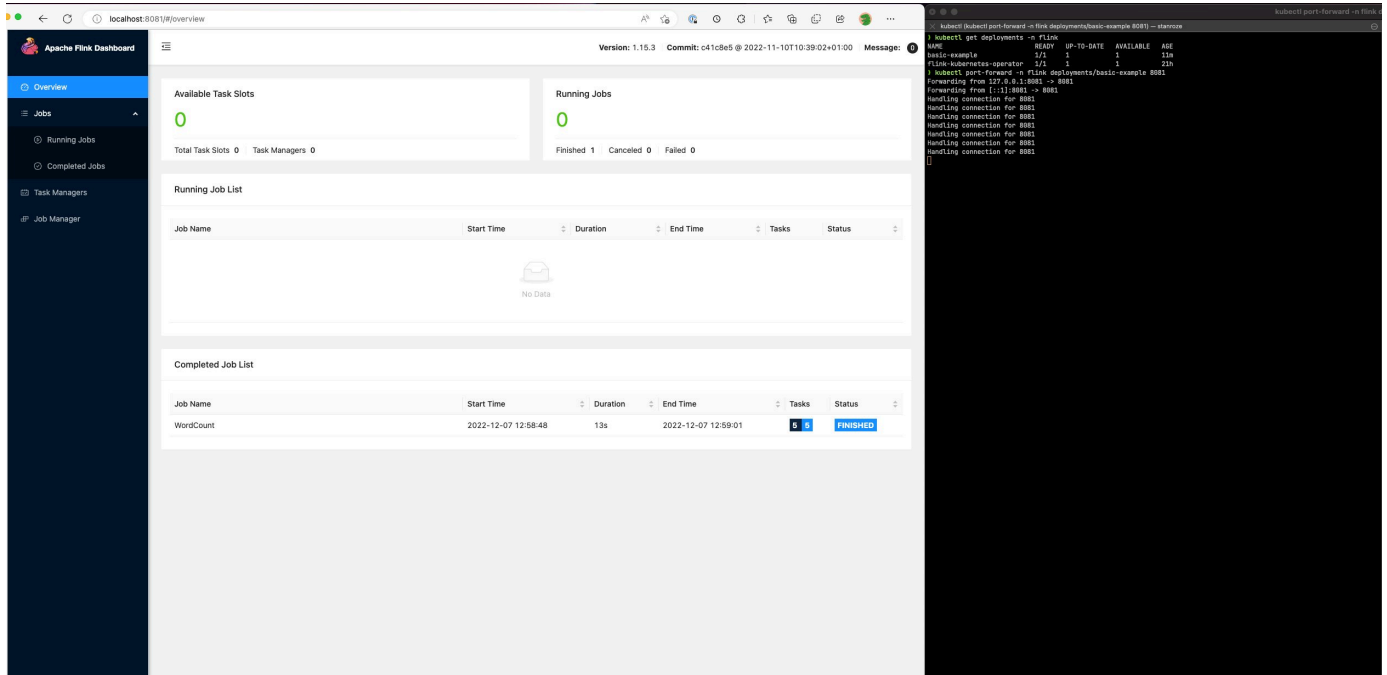 localhost:8081/#/overview
Apache Flink Dashboard
Version: 1.15.3 Commit: c41c8e5 @ 2022-11-10T10:39:02+01:00 Message: 0
Overview
Jobs
Running Jobs
Completed Jobs
Task Managers
Job Manager
Available Task Slots
0
Total Task Slots 0 Task Managers 0
Running Jobs
0
Finished 1 Canceled 0 Failed 0
Running Job List
Job Name Start Time Duration End Time Tasks Status
No Data
Completed Job List
Job Name Start Time Duration End Time Tasks Status
WordCount 2022-12-07 12:58:48 13s 2022-12-07 12:59:01 5 5 FINISHED
kubectl port-forward -n flink d
kubectl (kubectl port-forward -n flink deployments/basic-example 8081) — stanroze
) kubectl get deployments -n flink
NAME READY UP-TO-DATE AVAILABLE AGE
basic-example 1/1 1 1 11m
flink-kubernetes-operator 1/1 1 1 21h
) kubectl port-forward -n flink deployments/basic-example 8081
Forwarding from 127.0.0.1:8081 -> 8081
Forwarding from [::1]:8081 -> 8081
Handling connection for 8081
Handling connection for 8081
Handling connection for 8081
Handling connection for 8081
Handling connection for 8081
Handling connection for 8081
Handling connection for 8081